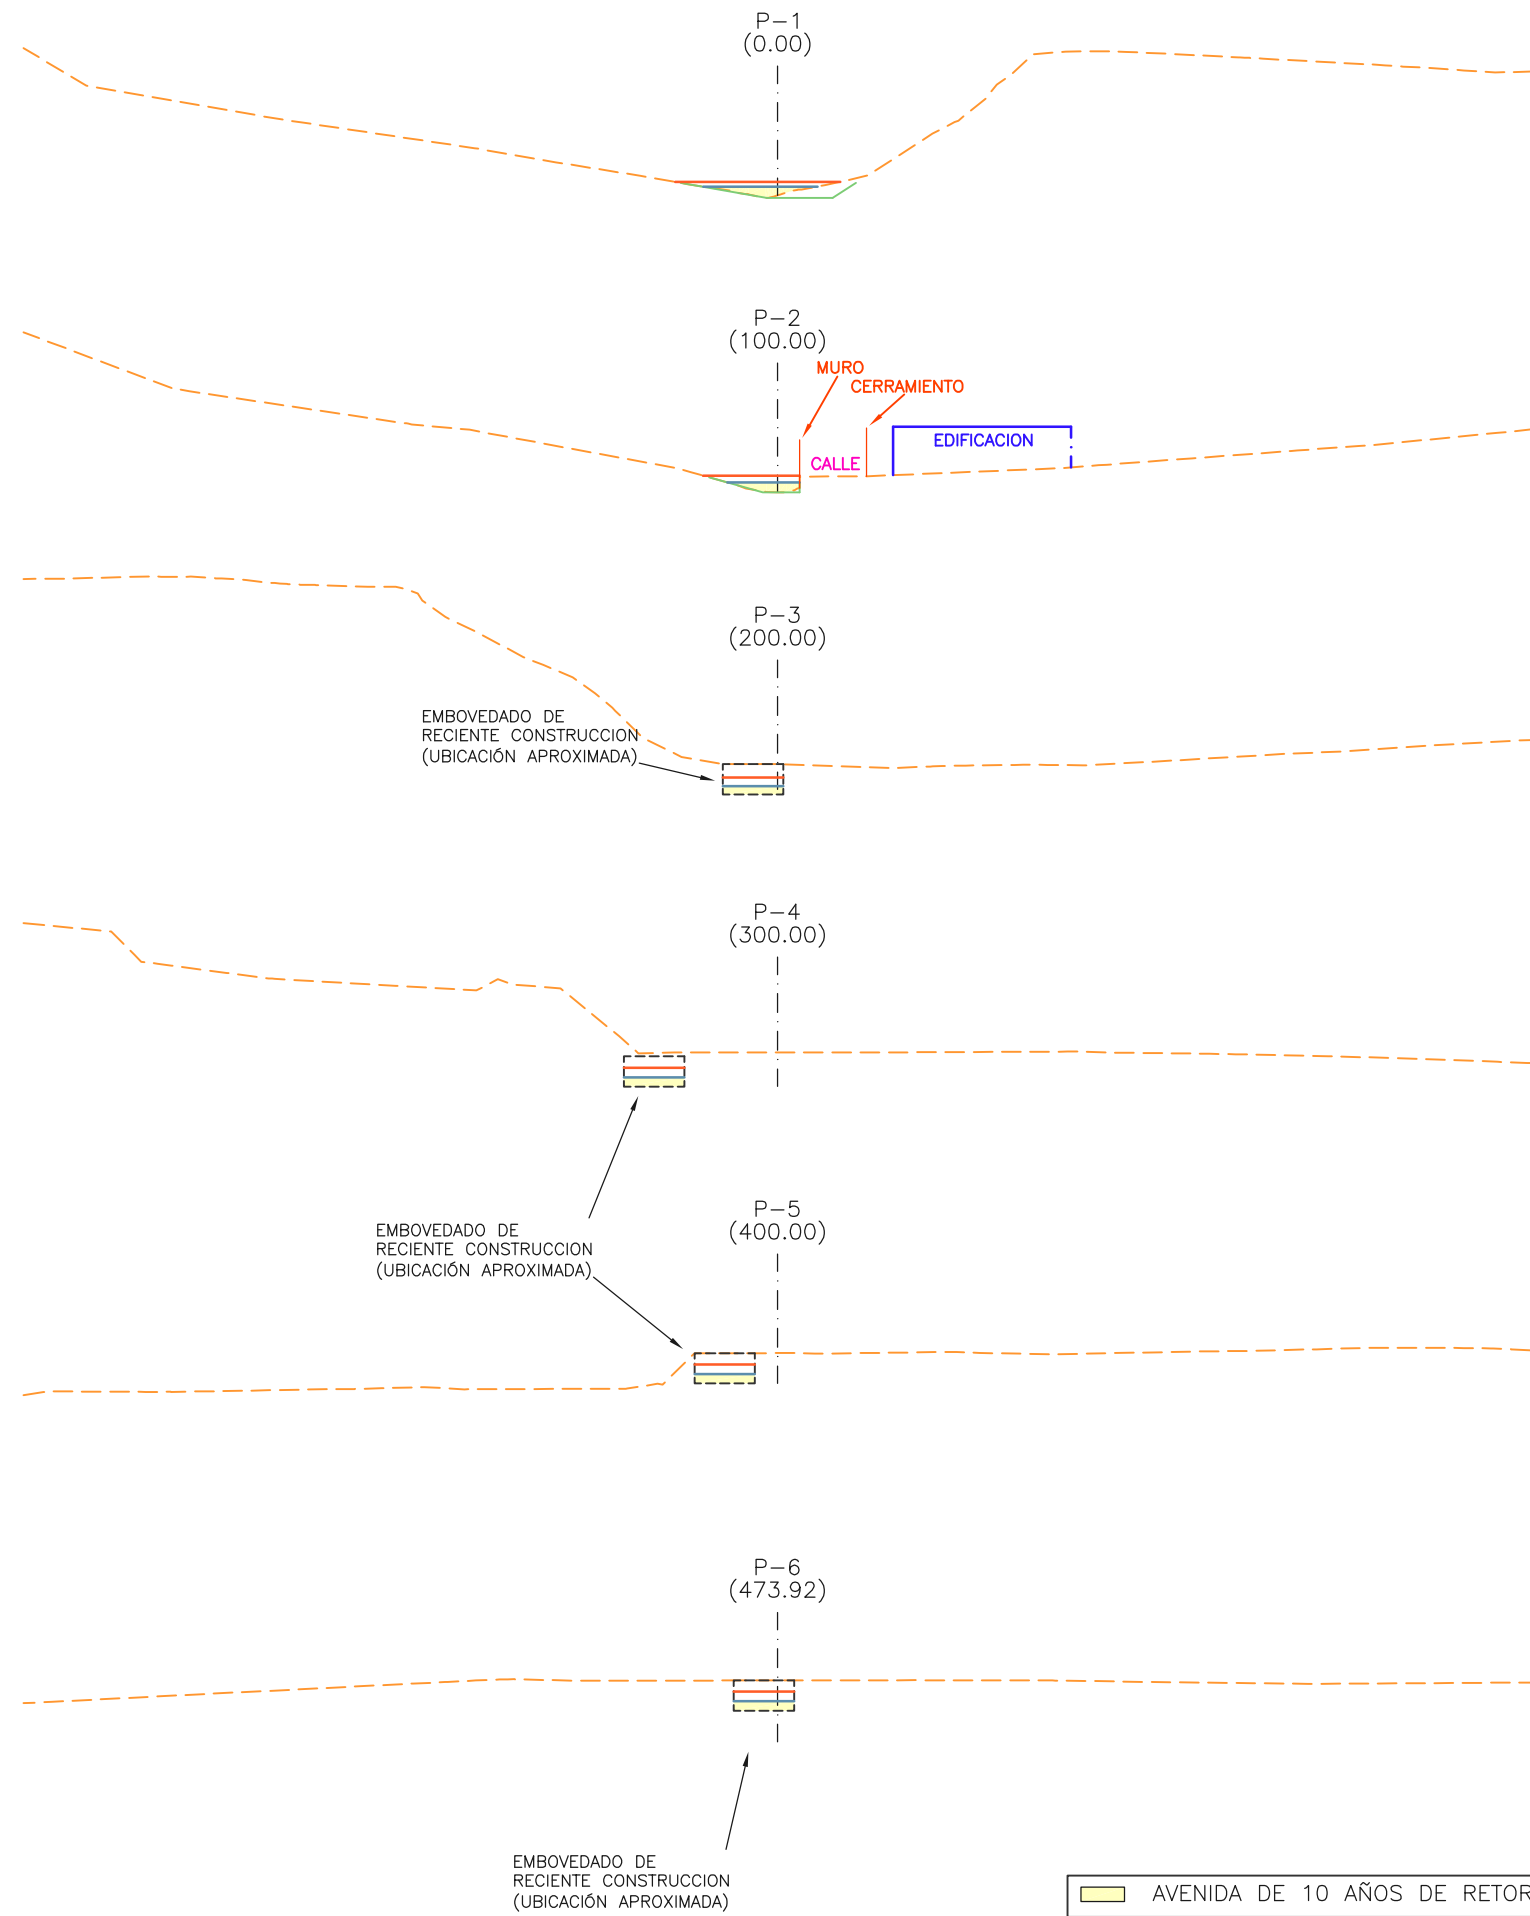 P-1
(0.00)
P-2
(100.00)
MURO
CERRAMIENTO
EDIFICACION
CALLE
P-3
(200.00)
EMBOVEDADO DE
RECIENTE CONSTRUCCION
(UBICACIÓN APROXIMADA)
P-4
(300.00)
P-5
(400.00)
EMBOVEDADO DE
RECIENTE CONSTRUCCION
(UBICACIÓN APROXIMADA)
P-6
(473.92)
EMBOVEDADO DE
RECIENTE CONSTRUCCION
(UBICACIÓN APROXIMADA)
AVENIDA DE 10 AÑOS DE RETOR